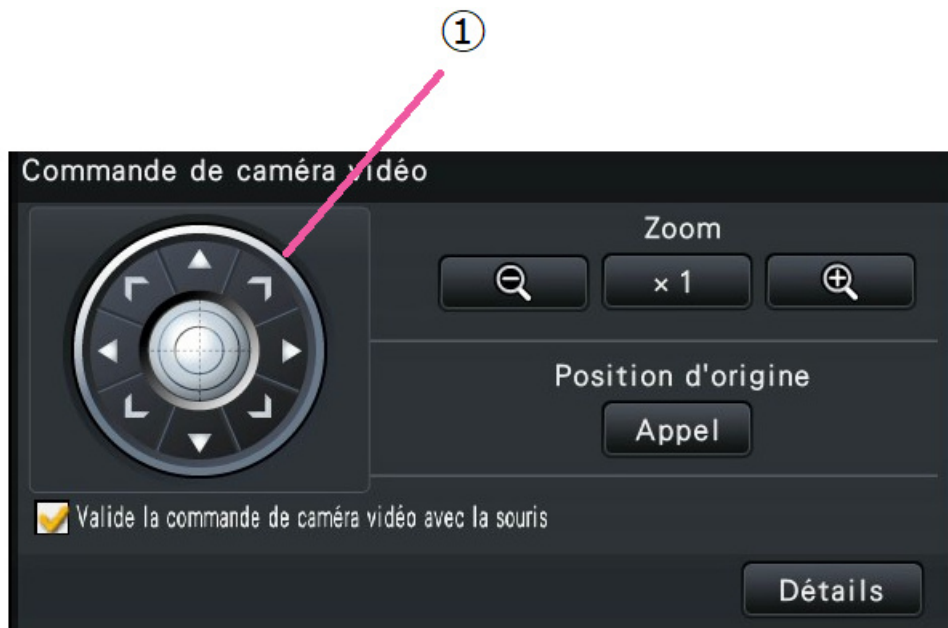 ①
Commande de caméra vidéo
Zoom
× 1
Position d'origine
Appel
Valide la commande de caméra vidéo avec la souris
Détails